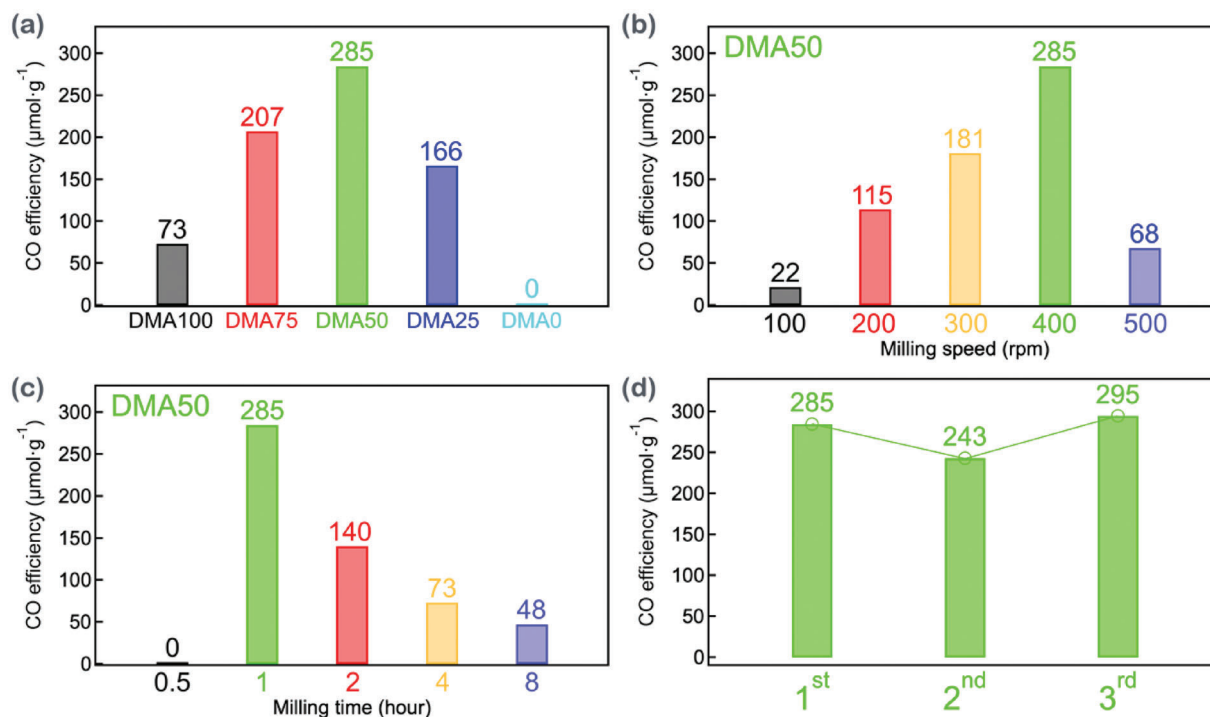 (a)
CO efficiency (µmol·g⁻¹)
300
250
200
150
100
50
0
73
207
285
166
0
DMA100 DMA75 DMA50 DMA25 DMA0
(b)
DMA50
CO efficiency (µmol·g⁻¹)
300
250
200
150
100
50
0
22
115
181
285
68
100 200 300 400 500
Milling speed (rpm)
(c)
DMA50
CO efficiency (µmol·g⁻¹)
300
250
200
150
100
50
0
0
285
140
73
48
0.5 1 2 4 8
Milling time (hour)
(d)
CO efficiency (µmol·g⁻¹)
300
250
200
150
100
50
0
285
243
295
1st 2nd 3rd